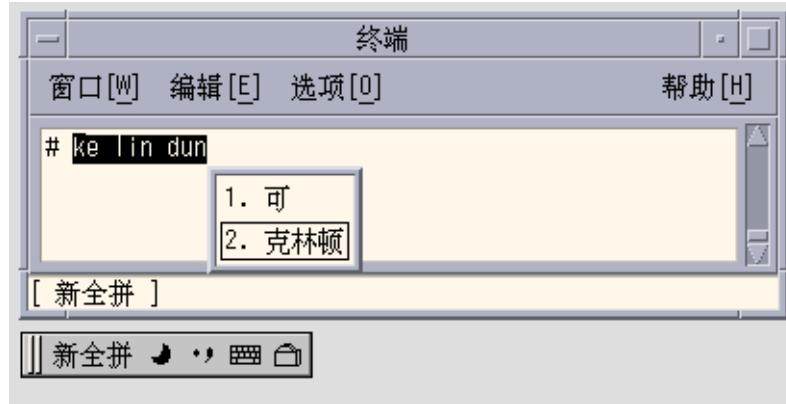 终端
窗口[W] 编辑[E] 选项[O] 帮助[H]
# ke lin dun
1. 可
2. 克林顿
[ 新全拼 ]
新全拼